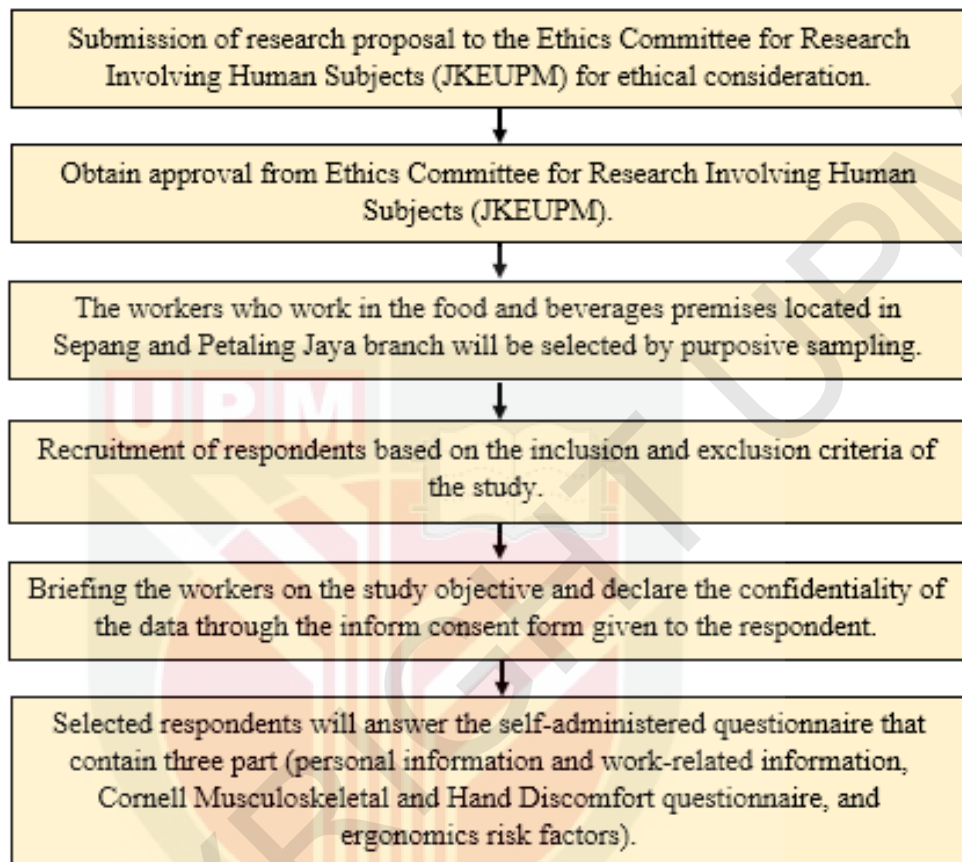 Submission of research proposal to the Ethics Committee for Research
Involving Human Subjects (JKEUPM) for ethical consideration.
Obtain approval from Ethics Committee for Research Involving Human
Subjects (JKEUPM).
The workers who work in the food and beverages premises located in
Sepang and Petaling Jaya branch will be selected by purposive sampling.
UPM
Recruitment of respondents based on the inclusion and exclusion criteria of
the study.
Briefing the workers on the study objective and declare the confidentiality of
the data through the inform consent form given to the respondent.
Selected respondents will answer the self-administered questionnaire that
contain three part (personal information and work-related information,
Cornell Musculoskeletal and Hand Discomfort questionnaire, and
ergonomics risk factors).
YRIGHT UPM